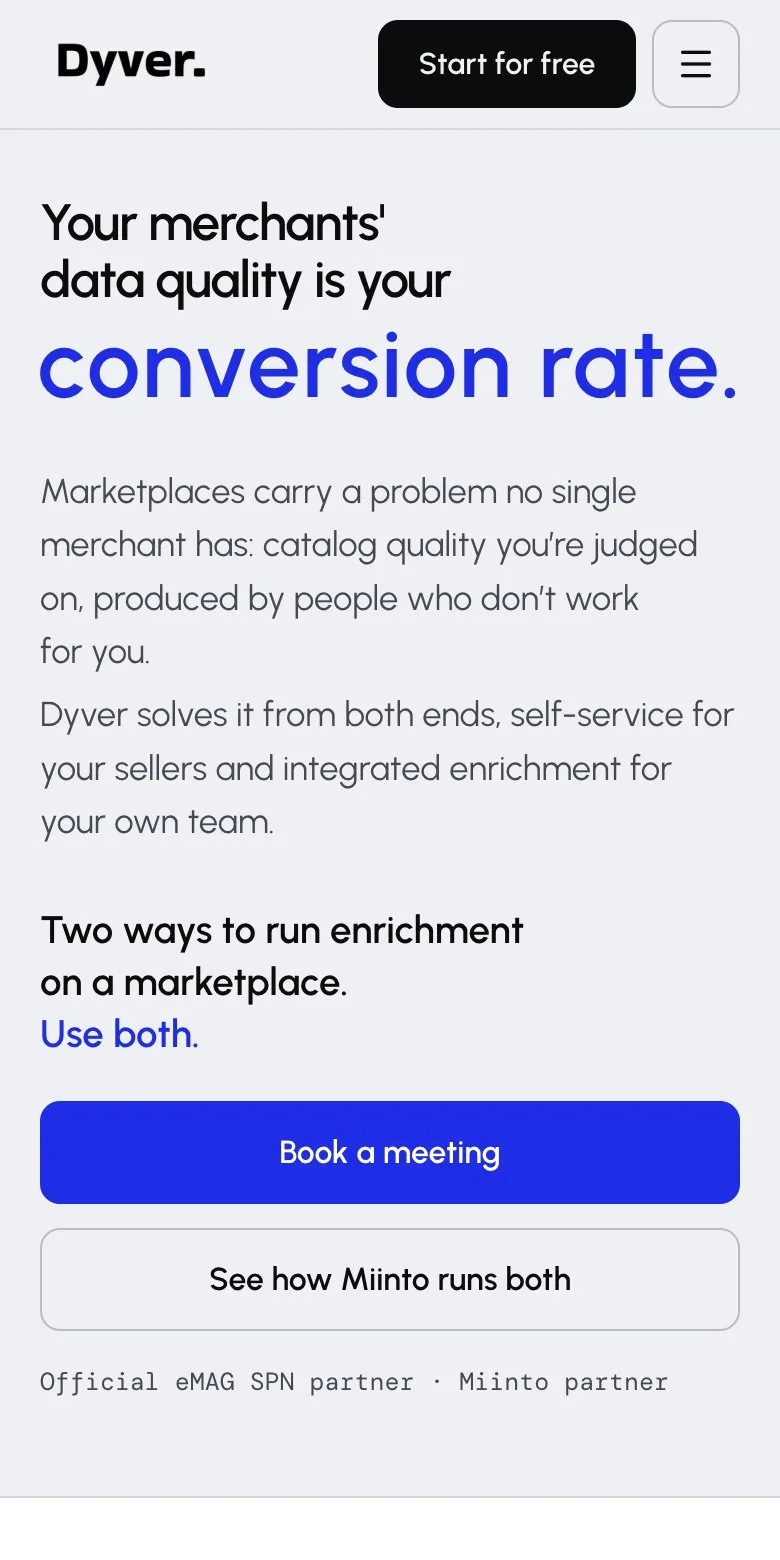 Dyver.
Start for free
Your merchants'
data quality is your
conversion rate.
Marketplaces carry a problem no single
merchant has: catalog quality you’re judged
on, produced by people who don’t work
for you.
Dyver solves it from both ends, self-service for
your sellers and integrated enrichment for
your own team.
Two ways to run enrichment
on a marketplace.
Use both.
Book a meeting
See how Miinto runs both
Official eMAG SPN partner · Miinto partner